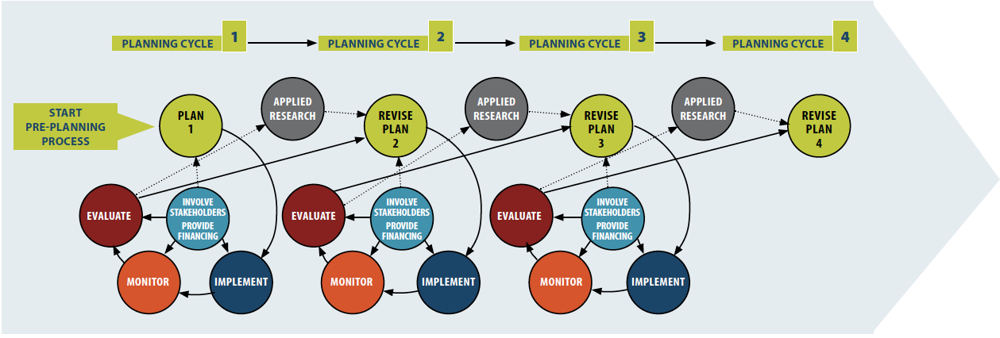 PLANNING CYCLE 1
PLANNING CYCLE 2
PLANNING CYCLE 3
PLANNING CYCLE 4
START
PRE-PLANNING
PROCESS
PLAN
1
APPLIED
RESEARCH
REVISE
PLAN
2
APPLIED
RESEARCH
REVISE
PLAN
3
APPLIED
RESEARCH
REVISE
PLAN
4
EVALUATE
INVOLVE
STAKEHOLDERS
PROVIDE
FINANCING
MONITOR
IMPLEMENT
EVALUATE
INVOLVE
STAKEHOLDERS
PROVIDE
FINANCING
MONITOR
IMPLEMENT
EVALUATE
INVOLVE
STAKEHOLDERS
PROVIDE
FINANCING
MONITOR
IMPLEMENT